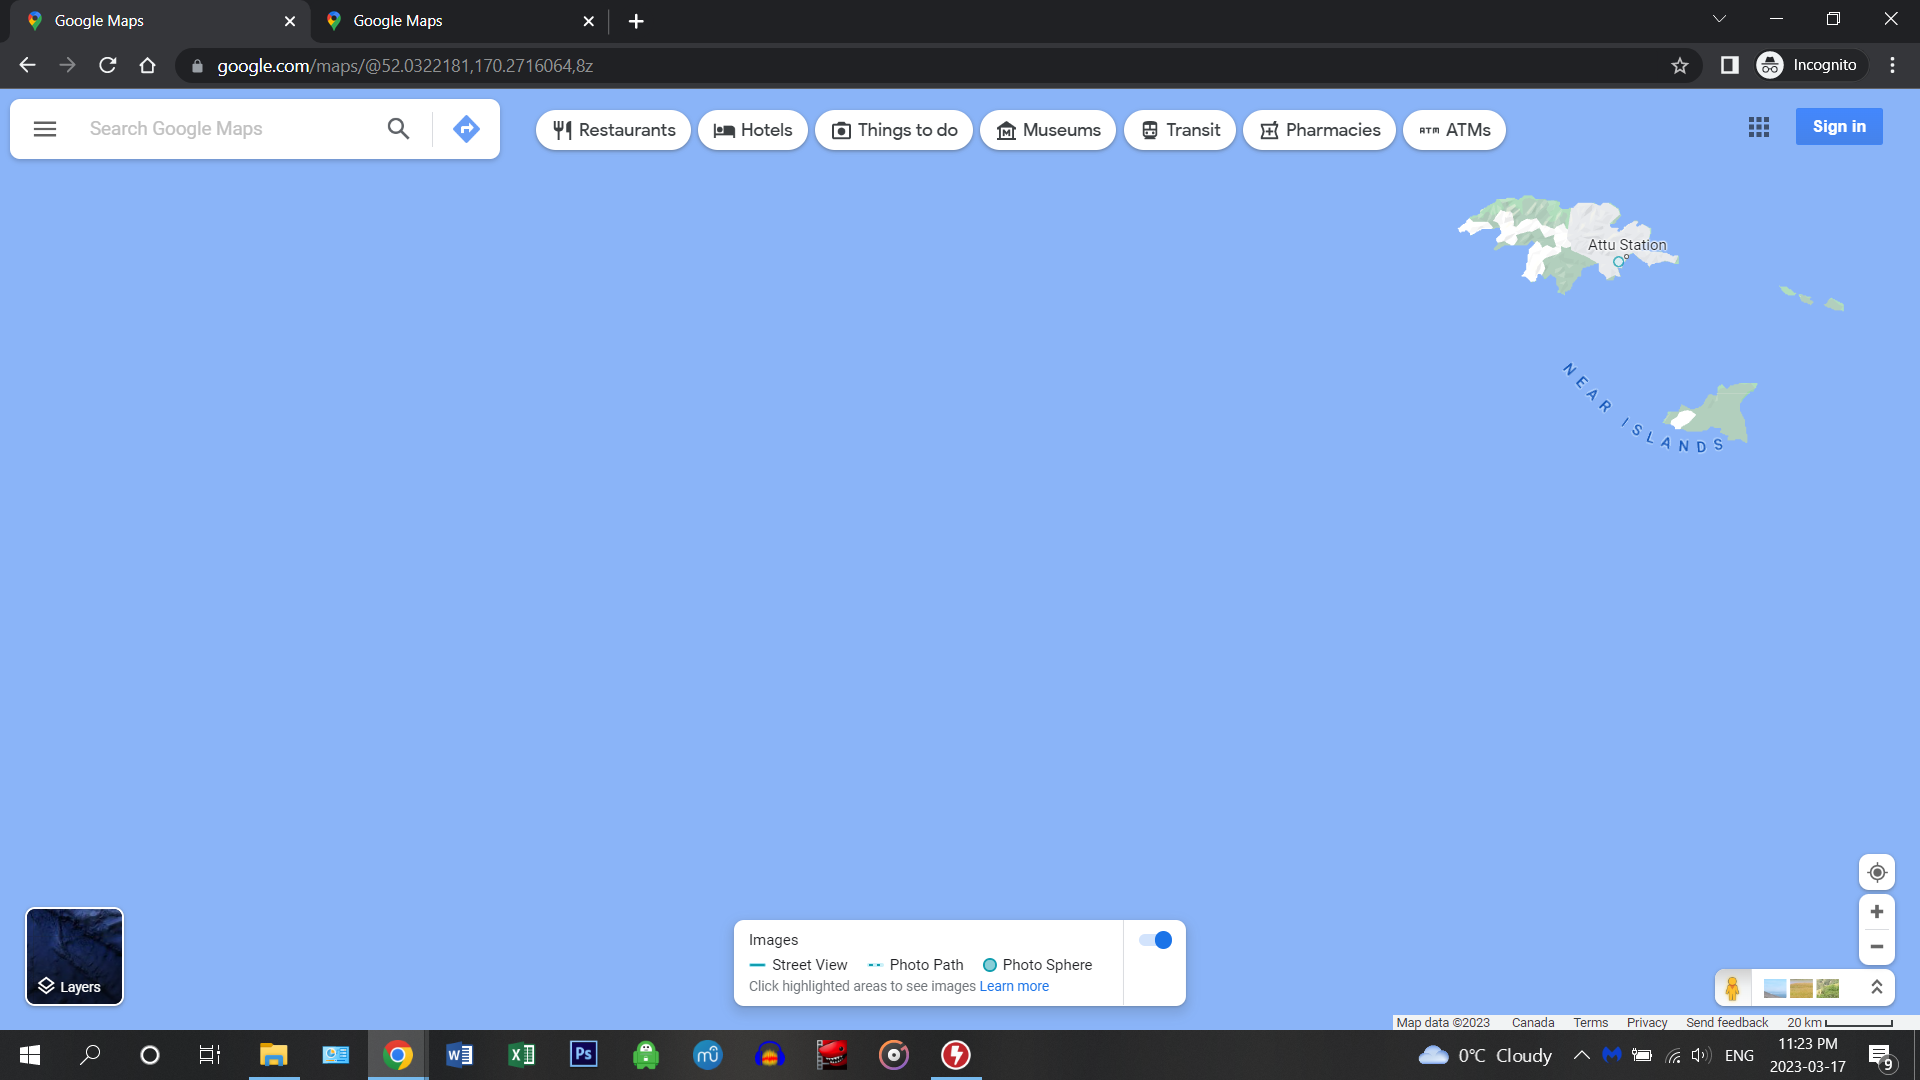 Google Maps
Google Maps
google.com/maps/@52.0322181,170.2716064,8z
Incognito
Search Google Maps
Restaurants
Hotels
Things to do
Museums
Transit
Pharmacies
ATM ATMs
Sign in
Attu Station
NEAR ISLANDS
Layers
Images
Street View
Photo Path
Photo Sphere
Click highlighted areas to see images Learn more
Map data ©2023 Canada Terms Privacy Send feedback 20 km
W
X
Ps
mu
0°C Cloudy
ENG
11:23 PM
2023-03-17
9